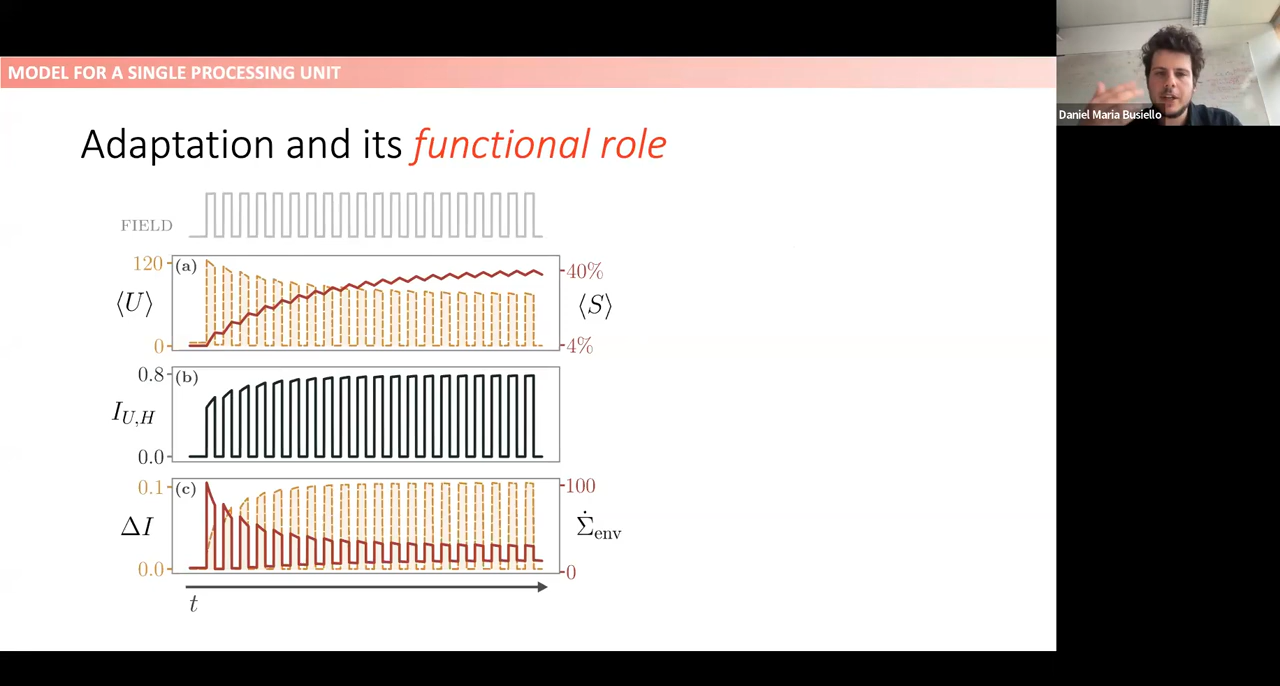 MODEL FOR A SINGLE PROCESSING UNIT
Daniel Maria Busiello
Adaptation and its functional role
FIELD
120
(a)
40%
⟨U⟩
⟨S⟩
0
4%
0.8
(b)
I_{U,H}
0.0
0.1
(c)
100
ΔI
Σ̇_env
0.0
0
t